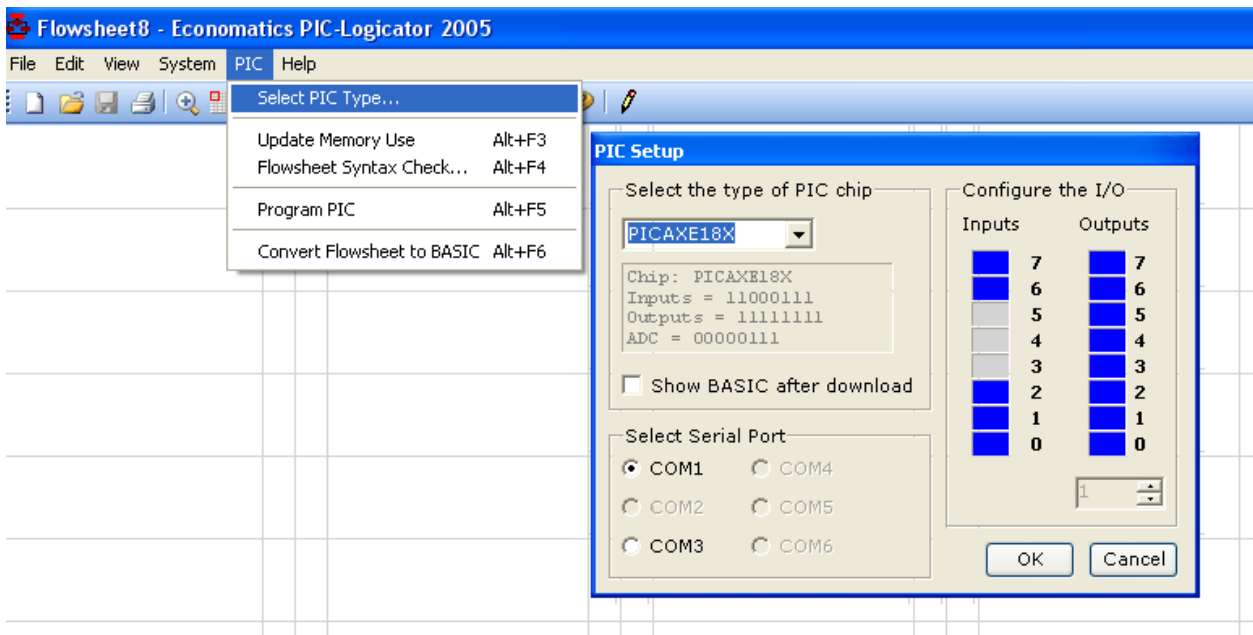 Flowsheet8 - Economatics PIC-Logicator 2005
File Edit View System PIC Help
Select PIC Type...
Update Memory Use Alt+F3
Flowsheet Syntax Check... Alt+F4
Program PIC Alt+F5
Convert Flowsheet to BASIC Alt+F6
PIC Setup
Select the type of PIC chip
PICAXE18X
Chip: PICAXE18X
Inputs = 11000111
Outputs = 11111111
ADC = 00000111
Show BASIC after download
Select Serial Port
COM1 COM4
COM2 COM5
COM3 COM6
Configure the I/O
Inputs Outputs
7 7
6 6
5 5
4 4
3 3
2 2
1 1
0 0
1
OK Cancel